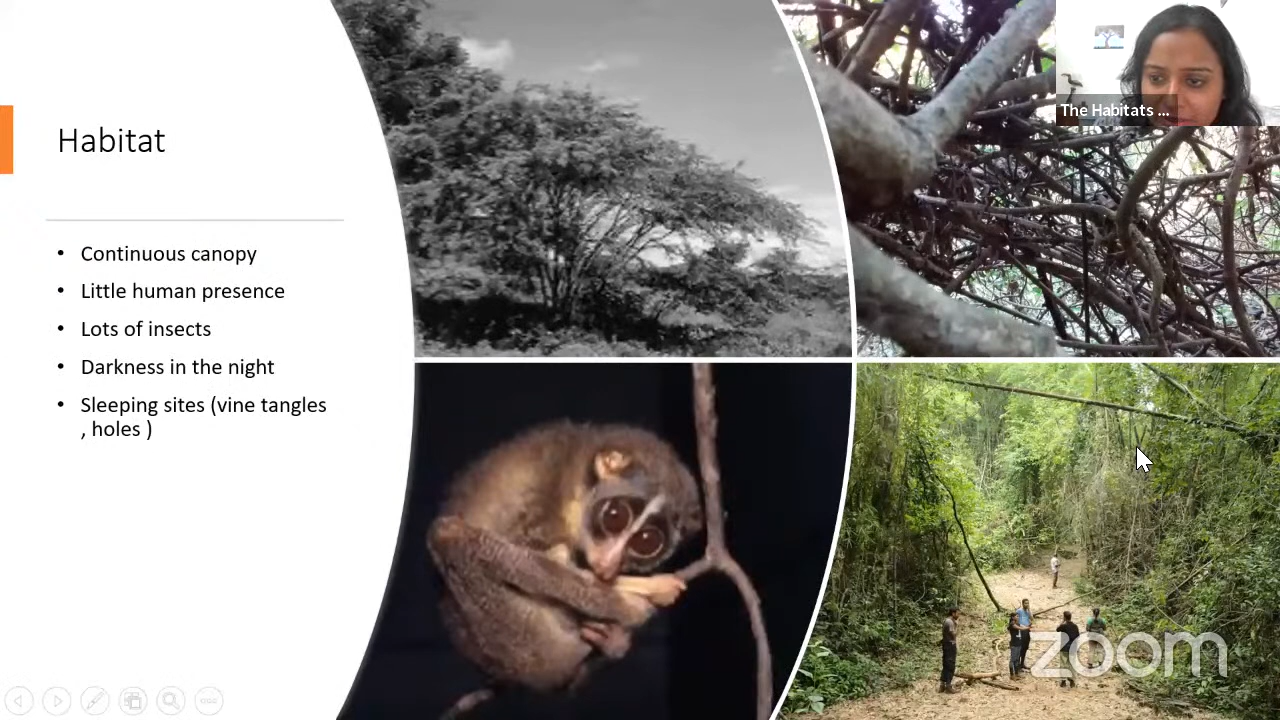 Habitat
• Continuous canopy
• Little human presence
• Lots of insects
• Darkness in the night
• Sleeping sites (vine tangles
, holes )
The Habitats ...
zoom